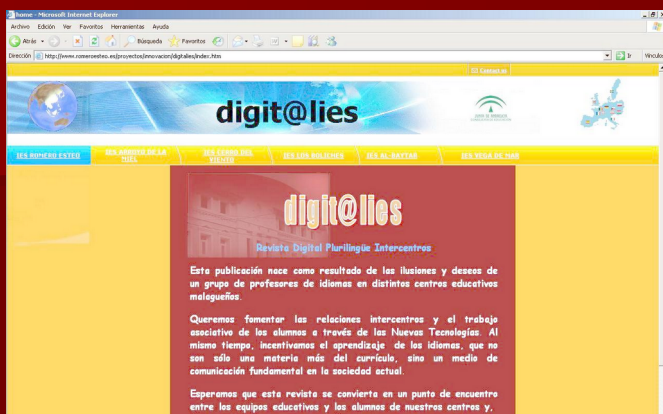 home - Microsoft Internet Explorer
Archivo Edición Ver Favoritos Herramientas Ayuda
Atrás Búsqueda Favoritos
Dirección http://www.romeroesteo.es/proyectos/innovacion/digitalies/index.htm Ir Vínculos
Contact us
digit@lies
IES ROMERO ESTEO
IES ARROYO DE LA MIEL
IES CERRO DEL VIENTO
IES LOS BOLICHES
IES AL-BAYTAR
IES VEGA DE MAR
digit@lies
Revista Digital Plurilingüe Intercentros
Esta publicación nace como resultado de las ilusiones y deseos de
un grupo de profesores de idiomas en distintos centros educativos
malagueños.
Queremos fomentar las relaciones intercentros y el trabajo
asociativo de los alumnos a través de las Nuevas Tecnologías. Al
mismo tiempo, incentivamos el aprendizaje de los idiomas, que no
son sólo una materia más del currículo, sino un medio de
comunicación fundamental en la sociedad actual.
Esperamos que esta revista se convierta en un punto de encuentro
entre los equipos educativos y los alumnos de nuestros centros y,